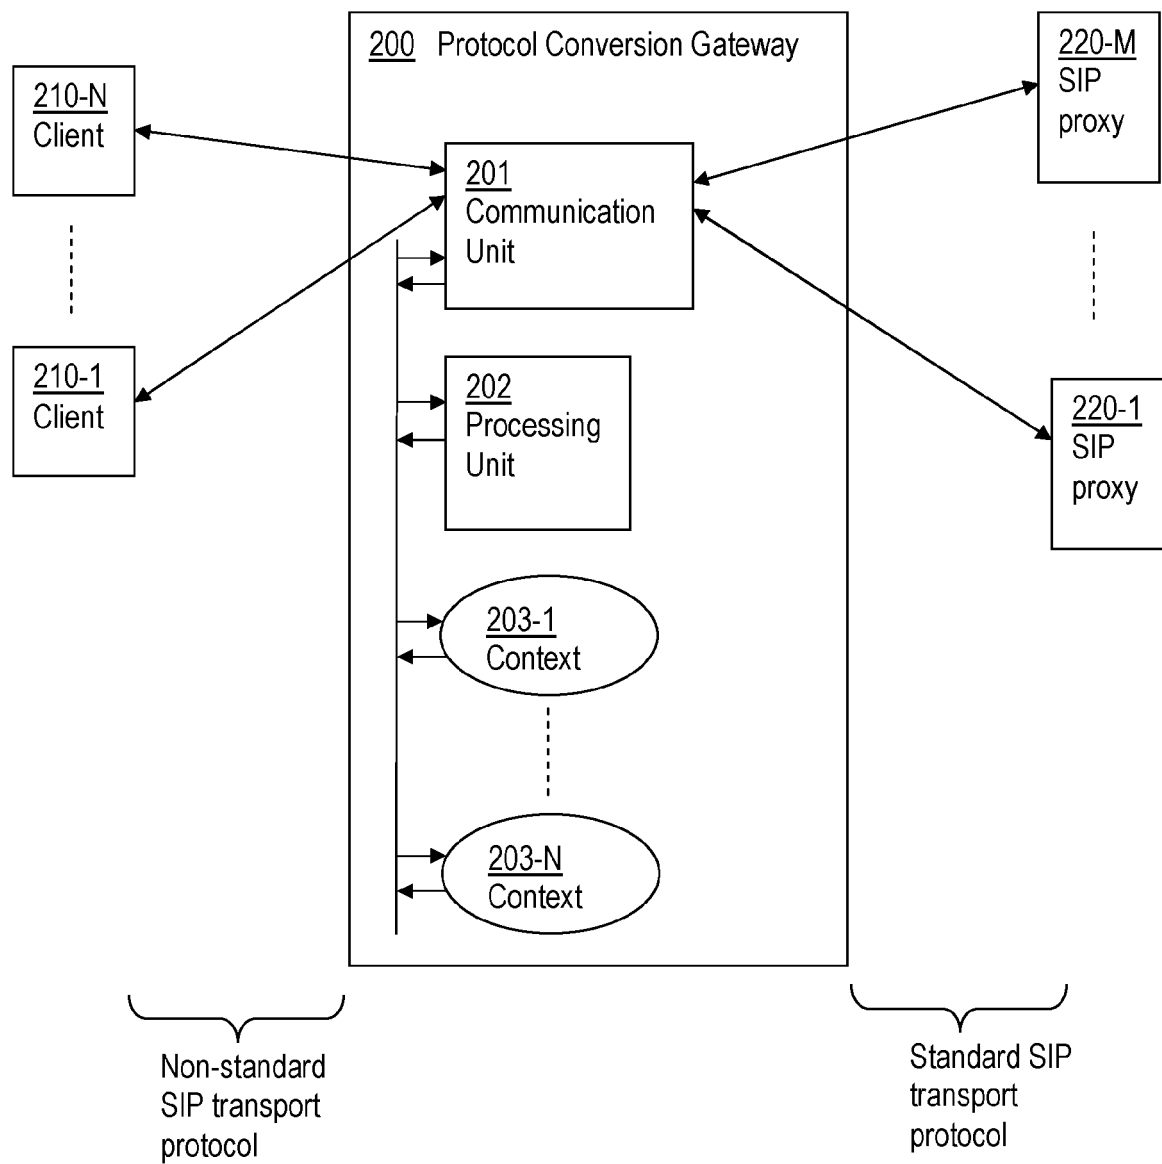 200 Protocol Conversion Gateway
210-N
Client
210-1
Client
201
Communication
Unit
202
Processing
Unit
203-1
Context
203-N
Context
220-M
SIP
proxy
220-1
SIP
proxy
Non-standard
SIP transport
protocol
Standard SIP
transport
protocol